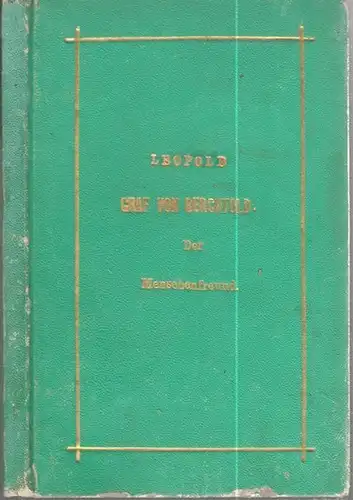 LEOPOLD
GRAF VON BERCHTOLD.
Der
Menschenfreund.